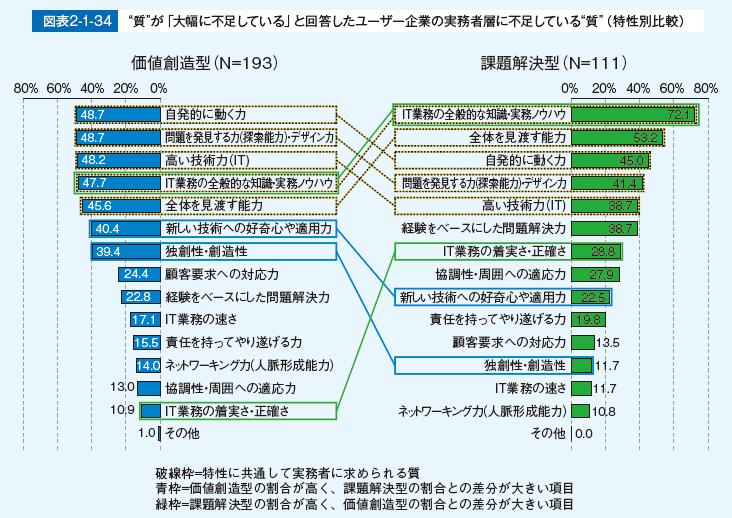 図表2-1-34 “質”が「大幅に不足している」と回答したユーザー企業の実務者層に不足している“質”（特性別比較）
価値創造型（N=193）
80% 60% 40% 20% 0%
48.7 自発的に動く力
48.7 問題を発見する力(探索能力)・デザイン力
48.2 高い技術力(IT)
47.7 IT業務の全般的な知識・実務ノウハウ
45.6 全体を見渡す能力
40.4 新しい技術への好奇心や適用力
39.4 独創性・創造性
24.4 顧客要求への対応力
22.8 経験をベースにした問題解決力
17.1 IT業務の速さ
15.5 責任を持ってやり遂げる力
14.0 ネットワーキング力(人脈形成能力)
13.0 協調性・周囲への適応力
10.9 IT業務の着実さ・正確さ
1.0 その他
課題解決型（N=111）
0% 20% 40% 60% 80%
IT業務の全般的な知識・実務ノウハウ 72.1
全体を見渡す能力 53.2
自発的に動く力 45.0
問題を発見する力(探索能力)・デザイン力 41.4
高い技術力(IT) 38.7
経験をベースにした問題解決力 38.7
IT業務の着実さ・正確さ 28.8
協調性・周囲への適応力 27.9
新しい技術への好奇心や適用力 22.5
責任を持ってやり遂げる力 19.8
顧客要求への対応力 13.5
独創性・創造性 11.7
IT業務の速さ 11.7
ネットワーキング力(人脈形成能力) 10.8
その他 0.0
破線枠=特性に共通して実務者に求められる質
青枠=価値創造型の割合が高く、課題解決型の割合との差分が大きい項目
緑枠=課題解決型の割合が高く、価値創造型の割合との差分が大きい項目